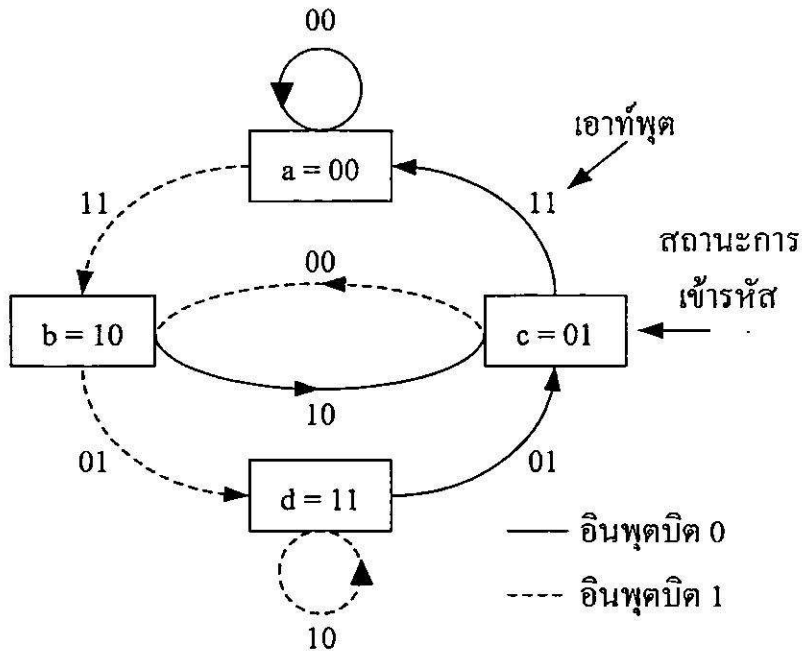 00
a = 00
เอาท์พุต
11
11
00
สถานะการ
เข้ารหัส
b = 10
c = 01
10
01
d = 11
01
อินพุตบิต 0
อินพุตบิต 1
10